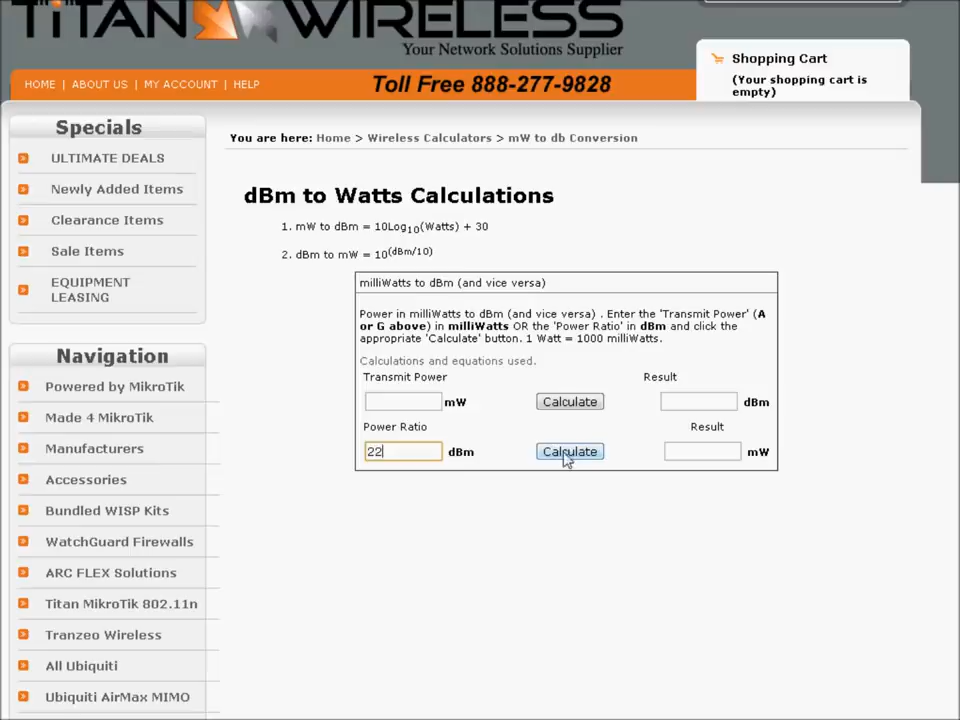 TiTAN WIRELESS
Your Network Solutions Supplier
Shopping Cart
(Your shopping cart is
empty)
HOME | ABOUT US | MY ACCOUNT | HELP
Toll Free 888-277-9828
Specials
ULTIMATE DEALS
Newly Added Items
Clearance Items
Sale Items
EQUIPMENT
LEASING
Navigation
Powered by MikroTik
Made 4 MikroTik
Manufacturers
Accessories
Bundled WISP Kits
WatchGuard Firewalls
ARC FLEX Solutions
Titan MikroTik 802.11n
Tranzeo Wireless
All Ubiquiti
Ubiquiti AirMax MIMO
You are here: Home > Wireless Calculators > mW to db Conversion
dBm to Watts Calculations
1. mW to dBm = 10Log10(Watts) + 30
2. dBm to mW = 10(dBm/10)
milliWatts to dBm (and vice versa)
Power in milliWatts to dBm (and vice versa) . Enter the 'Transmit Power' (A
or G above) in milliWatts OR the 'Power Ratio' in dBm and click the
appropriate 'Calculate' button. 1 Watt = 1000 milliWatts.
Calculations and equations used.
Transmit Power Result
mW Calculate dBm
Power Ratio Result
22 dBm Calculate mW